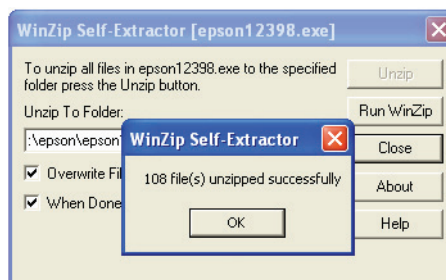 WinZip Self-Extractor [epson12398.exe]
To unzip all files in epson12398.exe to the specified
folder press the Unzip button.
Unzip To Folder:
:\epson\epson
Overwrite Fil
When Done
Unzip
Run WinZip
Close
About
Help
WinZip Self-Extractor
108 file(s) unzipped successfully
OK